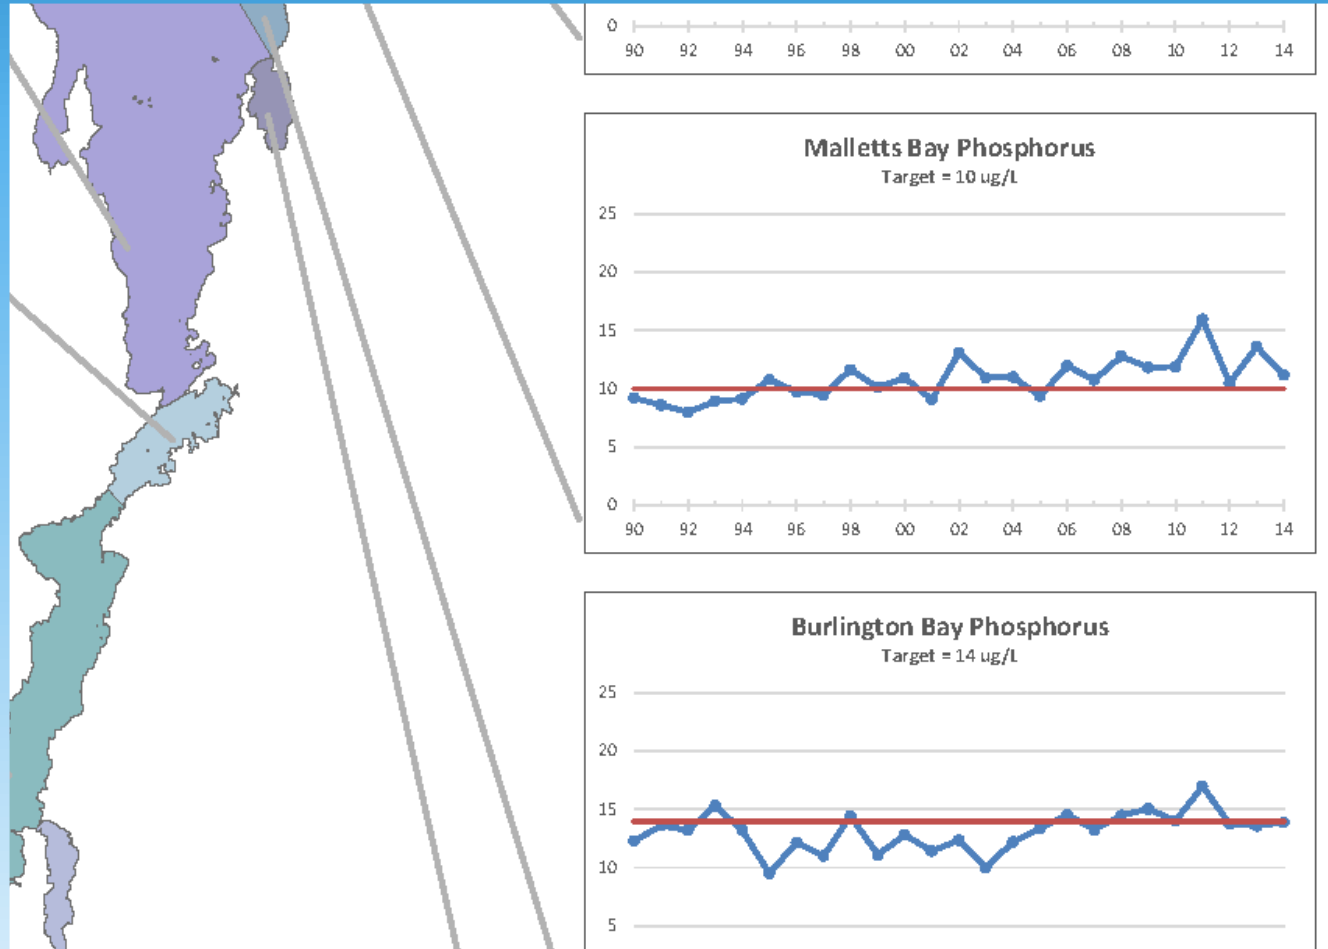 0
90 92 94 96 98 00 02 04 06 08 10 12 14
Malletts Bay Phosphorus
Target = 10 ug/L
25
20
15
10
5
0
90 92 94 96 98 00 02 04 06 08 10 12 14
Burlington Bay Phosphorus
Target = 14 ug/L
25
20
15
10
5